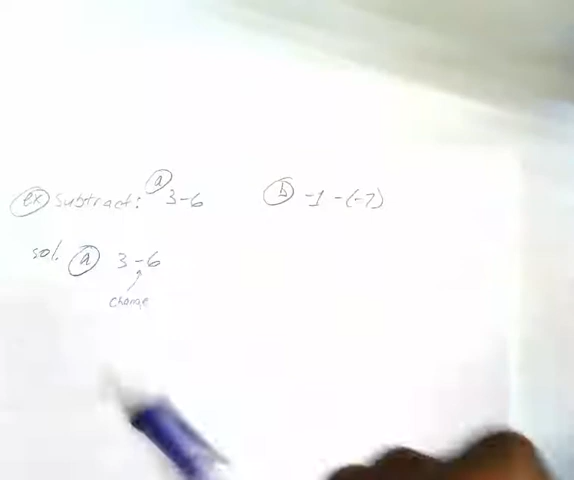 ex subtract: a 3-6 b -1-(-7)
sol. a 3-6
change